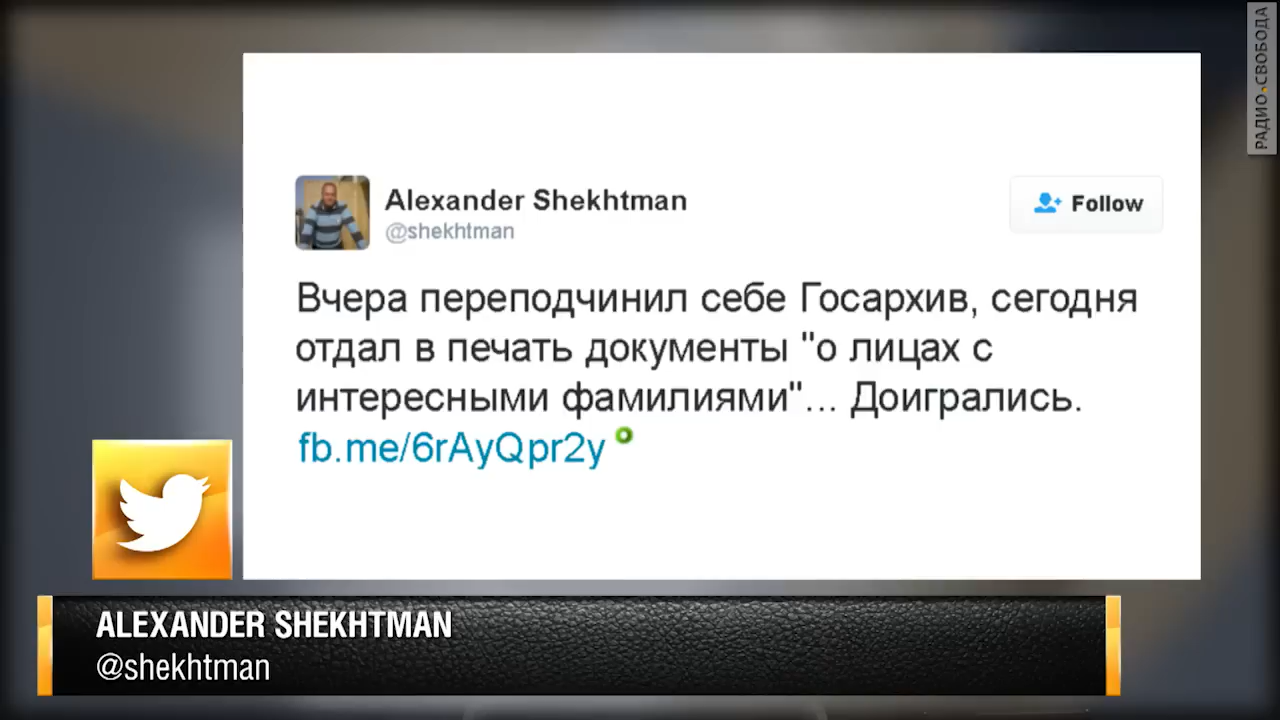 РАДИО СВОБОДА
Alexander Shekhtman
@shekhtman
Follow
Вчера переподчинил себе Госархив, сегодня
отдал в печать документы "о лицах с
интересными фамилиями"... Доигрались.
fb.me/6rAyQpr2y
ALEXANDER SHEKHTMAN
@shekhtman